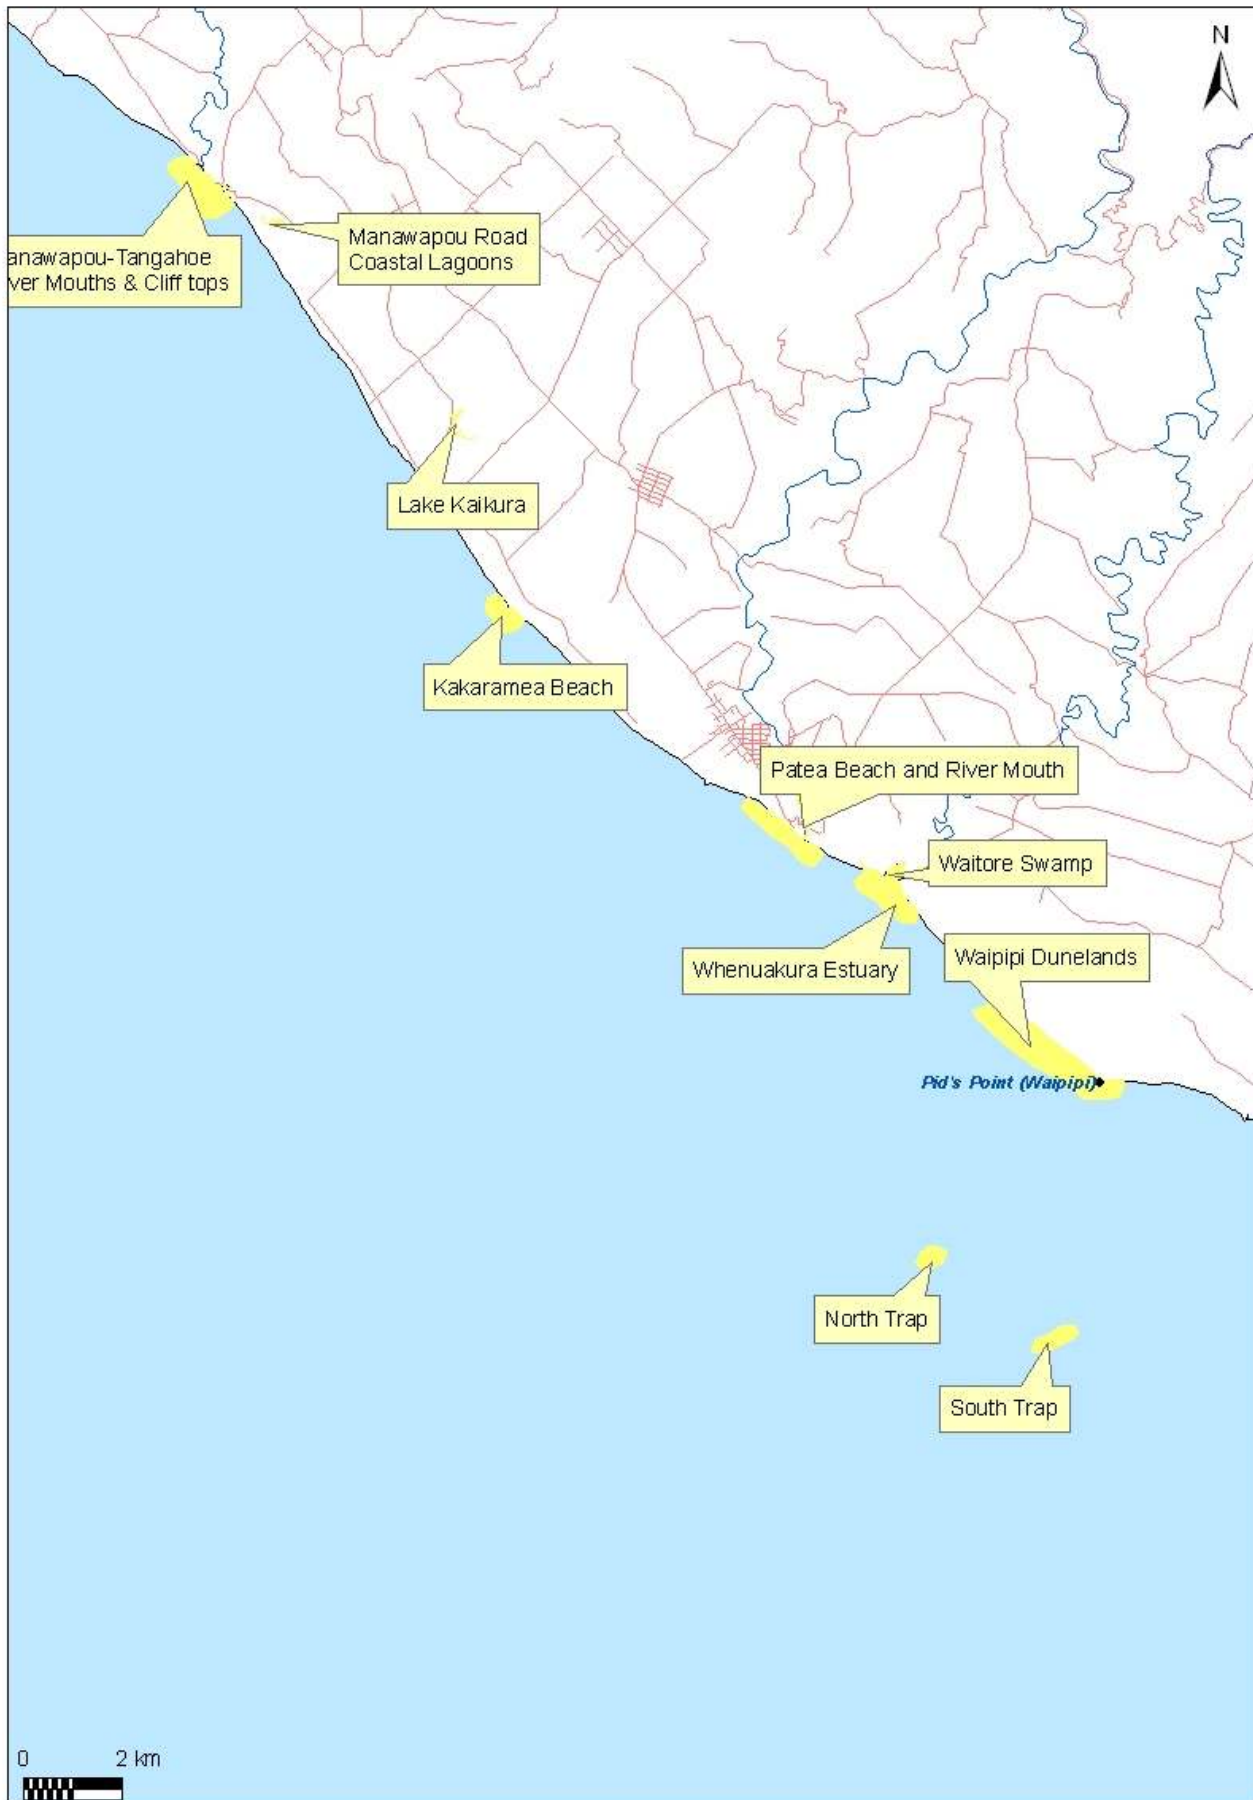 N
Manawapou Road
Coastal Lagoons
anawapou-Tangahoe
ver Mouths & Cliff tops
Lake Kaikura
Kakaramea Beach
Patea Beach and River Mouth
Waitore Swamp
Whenuakura Estuary
Waipipi Dunelands
Pid's Point (Waipipi)
North Trap
South Trap
0 2 km